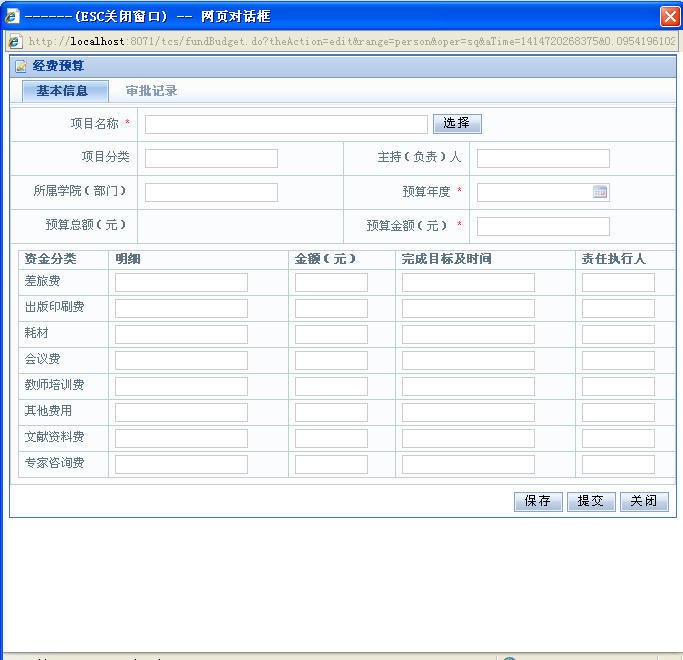 ------(ESC关闭窗口) -- 网页对话框
http://localhost:8071/tcs/fundBudget.do?theAction=edit&range=person&oper=sq&aTime=1414720268375&0.0954196102
经费预算
基本信息 审批记录
项目名称 * 选择
项目分类 主持(负责)人
所属学院(部门) 预算年度 *
预算总额(元) 预算金额(元) *
资金分类 明细 金额(元) 完成目标及时间 责任执行人
差旅费
出版印刷费
耗材
会议费
教师培训费
其他费用
文献资料费
专家咨询费
保存 提交 关闭